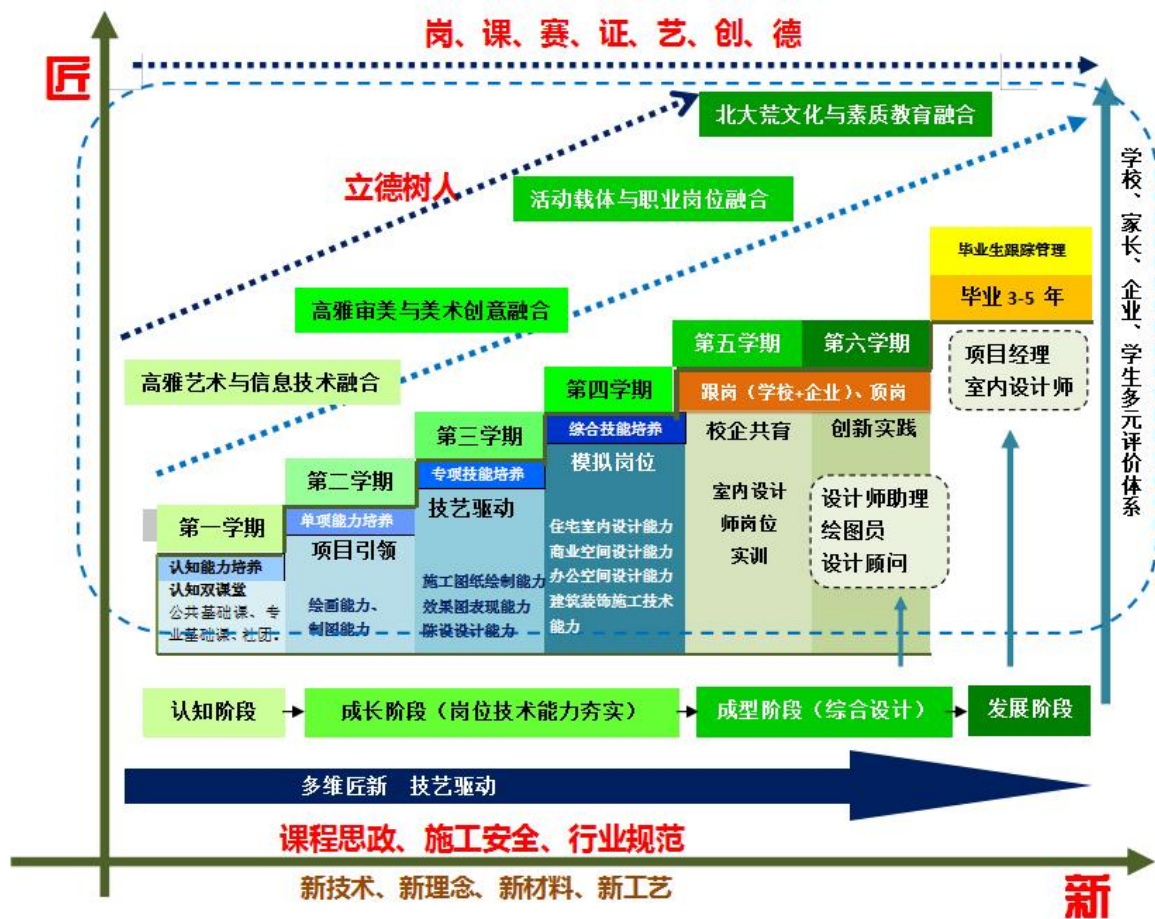 岗、课、赛、证、艺、创、德
匠
北大荒文化与素质教育融合
立德树人
活动载体与职业岗位融合
学校、家长、企业、学生多元评价体系
毕业生跟踪管理
毕业 3-5 年
高雅审美与美术创意融合
项目经理
室内设计师
高雅艺术与信息技术融合
第五学期
第六学期
跟岗（学校+企业）、顶岗
校企共育
创新实践
室内设计
师岗位
实训
设计师助理
绘图员
设计顾问
第四学期
综合技能培养
模拟岗位
住宅室内设计能力
商业空间设计能力
办公空间设计能力
建筑装饰施工技术
能力
第三学期
专项技能培养
技艺驱动
施工图纸绘制能力
效果图表现能力
陈设设计能力
第二学期
单项能力培养
项目引领
绘画能力、
制图能力
第一学期
认知能力培养
认知双课堂
公共基础课、专
业基础课、社团.
认知阶段
成长阶段（岗位技术能力夯实）
成型阶段（综合设计）
发展阶段
多维匠新 技艺驱动
课程思政、施工安全、行业规范
新技术、新理念、新材料、新工艺
新